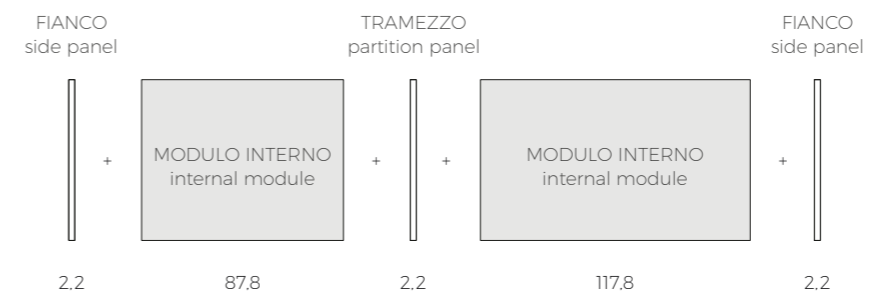 FIANCO
side panel
TRAMEZZO
partition panel
FIANCO
side panel
+
MODULO INTERNO
internal module
+
+
MODULO INTERNO
internal module
+
2,2
87,8
2,2
117,8
2,2